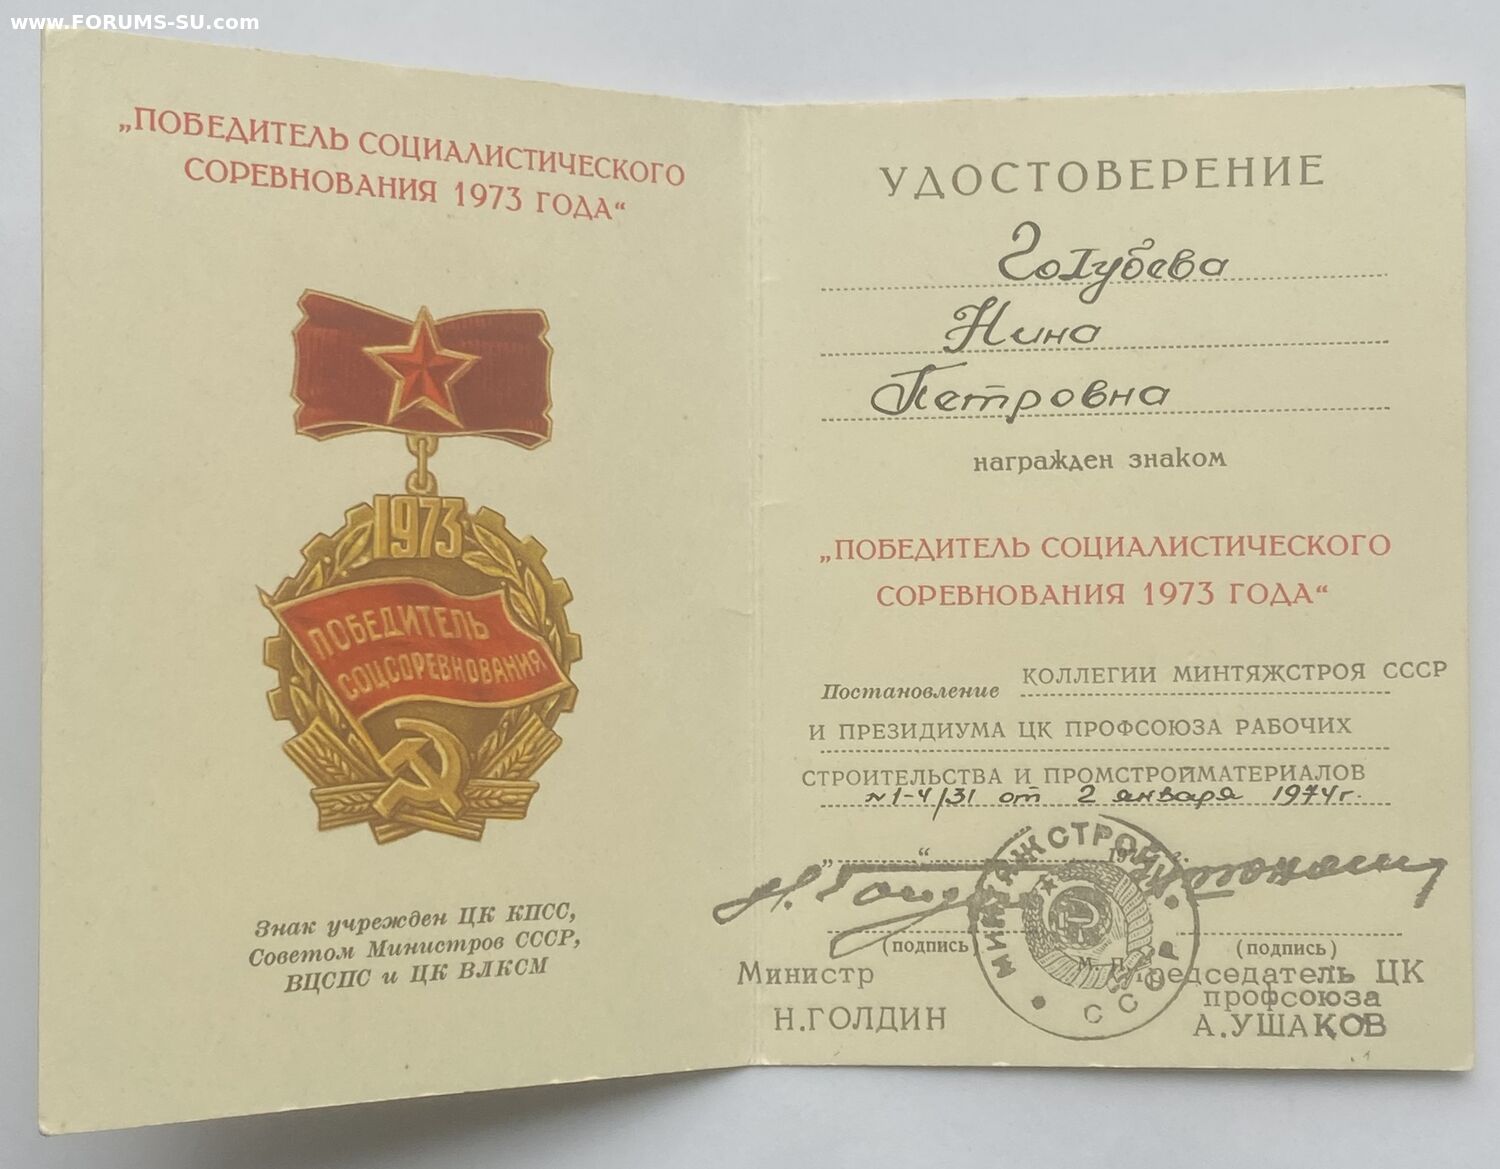 www.FORUMS-SU.com
„ПОБЕДИТЕЛЬ СОЦИАЛИСТИЧЕСКОГО
СОРЕВНОВАНИЯ 1973 ГОДА“
1973
ПОБЕДИТЕЛЬ
СОЦСОРЕВНОВАНИЯ
Знак учрежден ЦК КПСС,
Советом Министров СССР,
ВЦСПС и ЦК ВЛКСМ
УДОСТОВЕРЕНИЕ
Голубева
Нина
Петровна
награжден знаком
„ПОБЕДИТЕЛЬ СОЦИАЛИСТИЧЕСКОГО
СОРЕВНОВАНИЯ 1973 ГОДА“
Постановление КОЛЛЕГИИ МИНТЯЖСТРОЯ СССР
И ПРЕЗИДИУМА ЦК ПРОФСОЮЗА РАБОЧИХ
СТРОИТЕЛЬСТВА И ПРОМСТРОЙМАТЕРИАЛОВ
№1-4/31 от 2 января 1974г.
МИНТЯЖСТРОЙ СССР
(подпись) М. П. (подпись)
Министр Председатель ЦК
профсоюза
Н.ГОЛДИН А.УШАКОВ